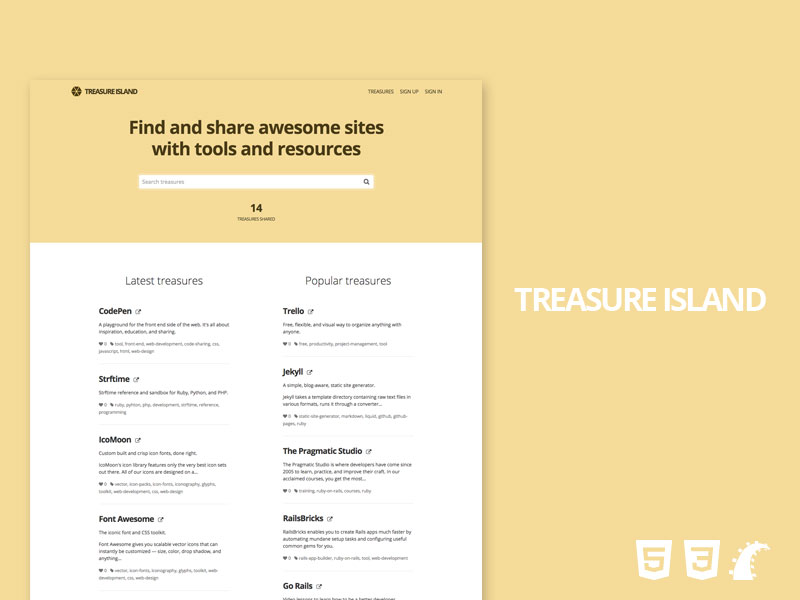 TREASURE ISLAND
TREASURES SIGN UP SIGN IN
Find and share awesome sites
with tools and resources
Search treasures
14
TREASURES SHARED
Latest treasures
CodePen
A playground for the front end side of the web. It's all about
inspiration, education, and sharing.
0 tool, front-end, web-development, code sharing, css,
javascript, html, web-design
Strftime
Strftime reference and sandbox for Ruby, Python, and PHP.
0 ruby, pyhton, php, development, strftime, reference,
programming
IcoMoon
Custom built and crisp icon fonts, done right.
IcoMoon's icon library features only the very best icon sets
out there. All of our icons are designed on a...
0 vector, icon-packs, icon-fonts, iconography, glyphs,
toolkit, web-development, css, web-design
Font Awesome
The iconic font and CSS toolkit.
Font Awesome gives you scalable vector icons that can
instantly be customized — size, color, drop shadow, and
anything...
0 vector, icon-fonts, iconography, glyphs, toolkit, web-
development, css, web-design
Popular treasures
Trello
Free, flexible, and visual way to organize anything with
anyone.
0 free, productivity, project-management, tool
Jekyll
A simple, blog-aware, static site generator.
Jekyll takes a template directory containing raw text files in
various formats, runs it through a converter...
0 static-site-generator, markdown, liquid, github, github-
pages, ruby
The Pragmatic Studio
The Pragmatic Studio is where developers have come since
2005 to learn, practice, and improve their craft, in our
acclaimed courses, you get the most...
0 training, ruby-on-rails, courses, ruby
RailsBricks
RailsBricks enables you to create Rails apps much faster by
automating mundane setup tasks and configuring useful
common gems for you.
0 rails app-builder, ruby-on-rails, tool, web-development
Go Rails
TREASURE ISLAND
5 3